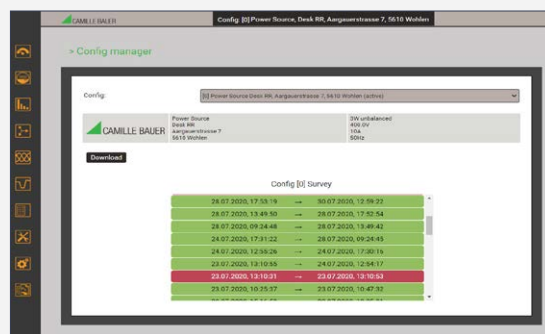 CAMILLE BAUER
Config: [0] Power Source, Desk RR, Aargauerstrasse 7, 5610 Wohlen
> Config manager
Config:
[0] Power Source Desk RR, Aargauerstrasse 7, 5610 Wohlen (active)
CAMILLE BAUER
Power Source
Desk RR
Aargauerstrasse 7
5610 Wohlen
3W unbalanced
400.0V
10A
50Hz
Download
Config [0] Survey
28.07.2020, 17:53:19 → 30.07.2020, 12:59:22
28.07.2020, 13:49:50 → 28.07.2020, 17:52:54
28.07.2020, 09:24:48 → 28.07.2020, 13:49:42
24.07.2020, 17:31:22 → 28.07.2020, 09:24:45
24.07.2020, 12:55:26 → 24.07.2020, 17:30:16
23.07.2020, 13:10:55 → 24.07.2020, 12:54:17
23.07.2020, 13:10:31 → 23.07.2020, 13:10:53
23.07.2020, 10:25:57 → 23.07.2020, 10:47:32